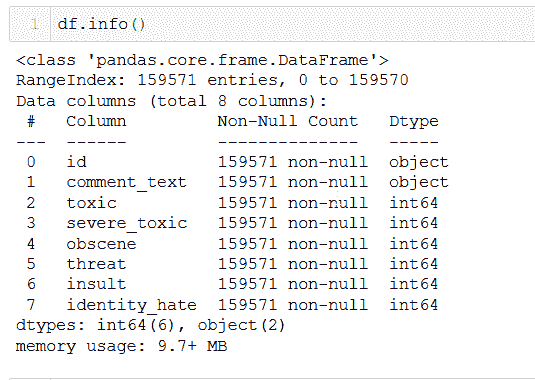 1 df.info()
<class 'pandas.core.frame.DataFrame'>
RangeIndex: 159571 entries, 0 to 159570
Data columns (total 8 columns):
 #   Column         Non-Null Count   Dtype
---  ------         --------------   -----
 0   id             159571 non-null  object
 1   comment_text   159571 non-null  object
 2   toxic          159571 non-null  int64
 3   severe_toxic   159571 non-null  int64
 4   obscene        159571 non-null  int64
 5   threat         159571 non-null  int64
 6   insult         159571 non-null  int64
 7   identity_hate  159571 non-null  int64
dtypes: int64(6), object(2)
memory usage: 9.7+ MB